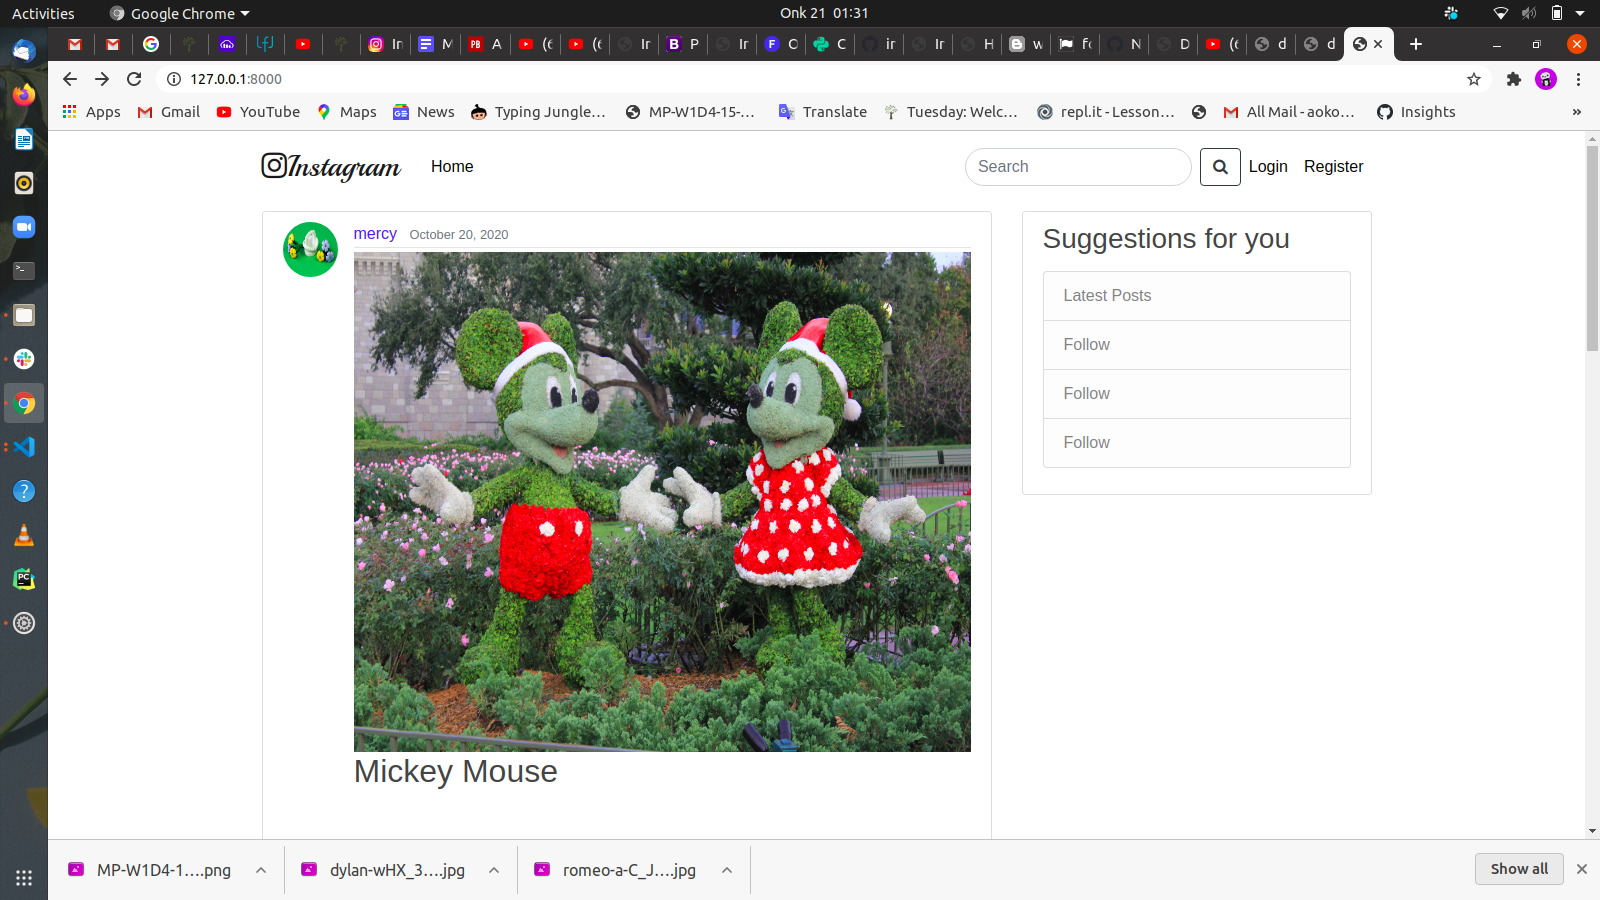 Activities
Google Chrome
Onk 21 01:31
127.0.0.1:8000
Apps
Gmail
YouTube
Maps
News
Typing Jungle...
MP-W1D4-15-...
Translate
Tuesday: Welc...
repl.it - Lesson...
All Mail - aoko...
Insights
»
Instagram
Home
Search
Login
Register
mercy
October 20, 2020
Mickey Mouse
Suggestions for you
Latest Posts
Follow
Follow
Follow
MP-W1D4-1....png
dylan-wHX_3....jpg
romeo-a-C_J....jpg
Show all